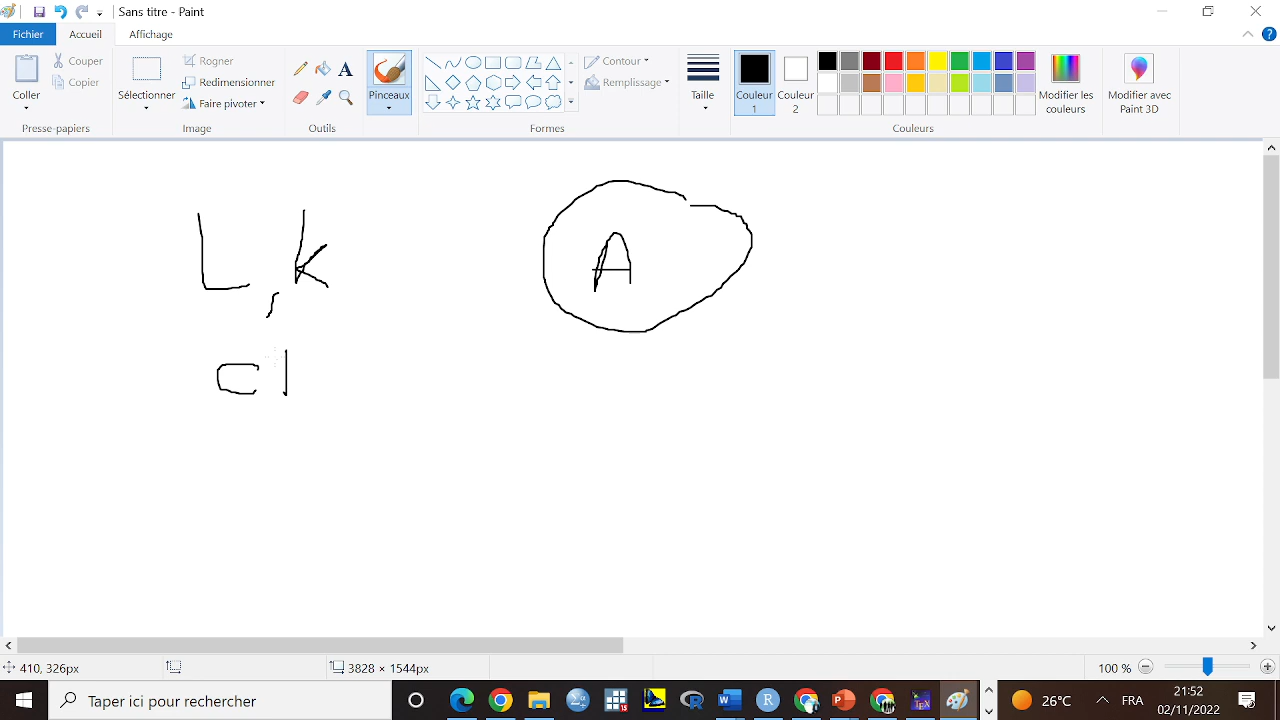 Sans titre - Paint
Fichier Accueil Affichage
Coller
Couper
Copier
Presse-papiers
Sélectionner
Rogner
Redimensionner
Faire pivoter
Image
A
Outils
Pinceaux
Contour
Remplissage
Formes
Taille
Couleur 1
Couleur 2
Modifier les couleurs
Couleurs
Modifier avec Paint 3D
L, K
A
cl
410, 326px
3828 × 1544px
100 %
Taper ici pour rechercher
26°C
FRA
21:52
02/11/2022